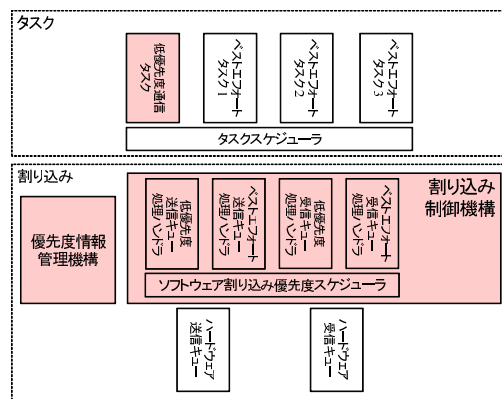 タスク
低優先度通信
タスク
ベストエフォート
タスク1
ベストエフォート
タスク2
ベストエフォート
タスク3
タスクスケジューラ
割り込み
優先度情報
管理機構
割り込み
制御機構
低優先度
送信キュー
処理ハンドラ
ベストエフォート
送信キュー
処理ハンドラ
低優先度
受信キュー
処理ハンドラ
ベストエフォート
受信キュー
処理ハンドラ
ソフトウェア割り込み優先度スケジューラ
ハードウェア
送信キュー
ハードウェア
受信キュー